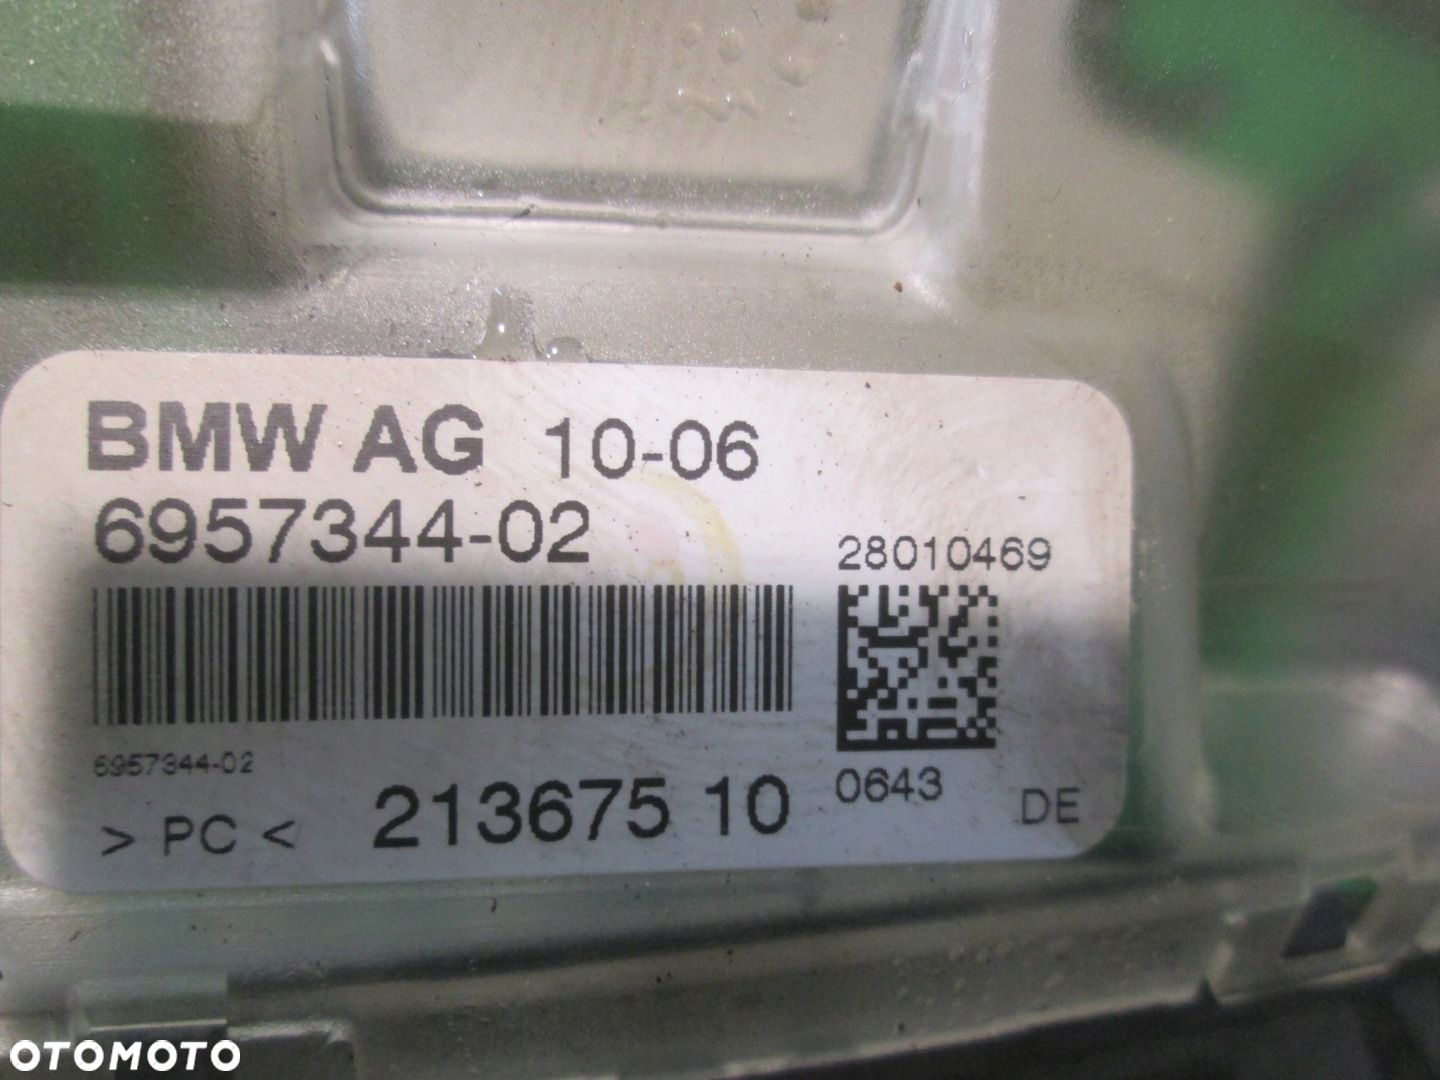 BMW AG 10-06
6957344-02
28010469
6957344-02
0643
> PC < 213675 10
DE
OTOMOTO